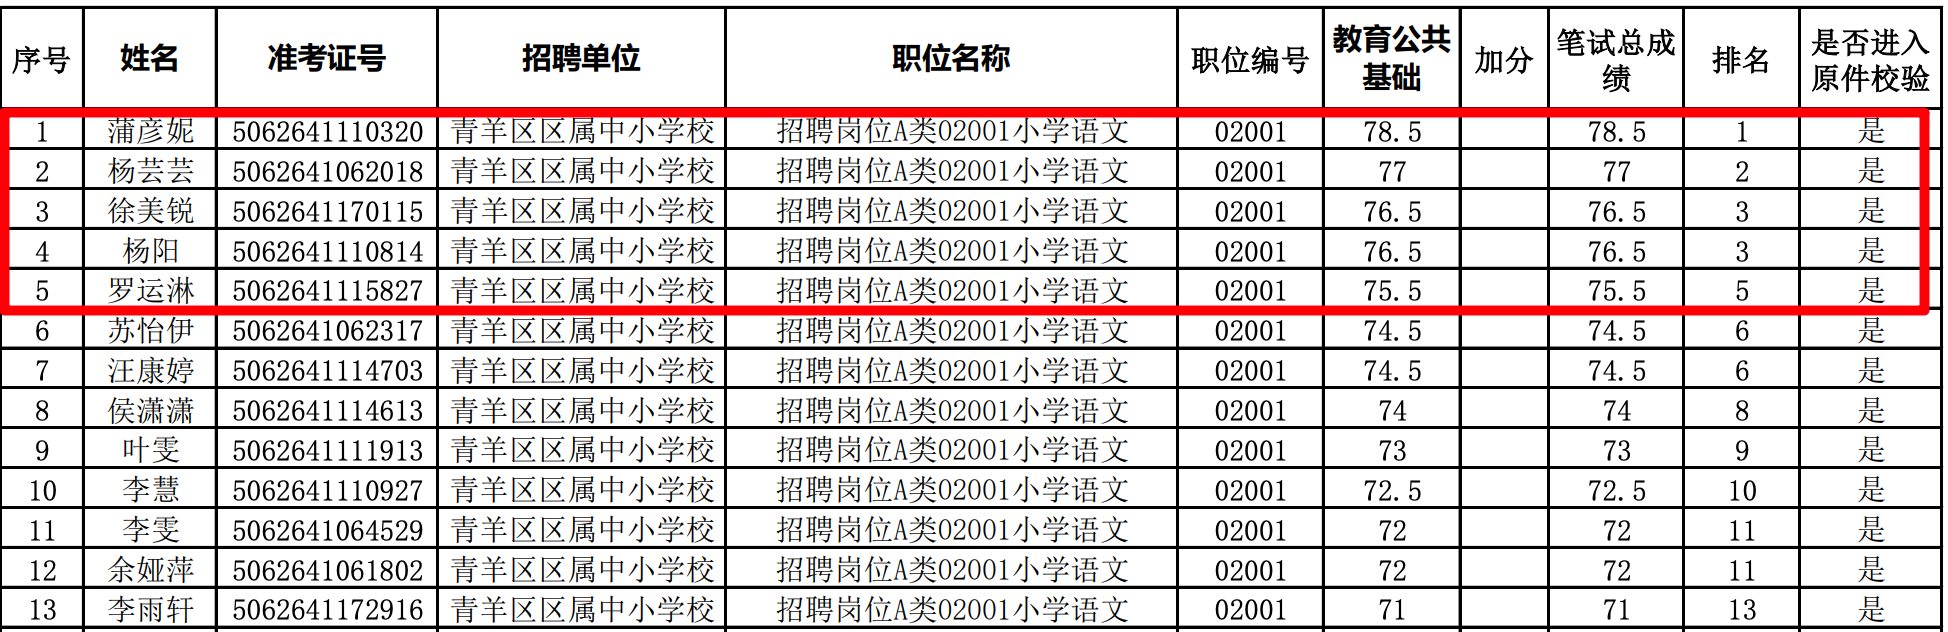 序号 姓名 准考证号 招聘单位 职位名称 职位编号 教育公共基础 加分 笔试总成绩 排名 是否进入原件校验
1 蒲彦妮 5062641110320 青羊区区属中小学校 招聘岗位A类02001小学语文 02001 78.5 78.5 1 是
2 杨芸芸 5062641062018 青羊区区属中小学校 招聘岗位A类02001小学语文 02001 77 77 2 是
3 徐美锐 5062641170115 青羊区区属中小学校 招聘岗位A类02001小学语文 02001 76.5 76.5 3 是
4 杨阳 5062641110814 青羊区区属中小学校 招聘岗位A类02001小学语文 02001 76.5 76.5 3 是
5 罗运淋 5062641115827 青羊区区属中小学校 招聘岗位A类02001小学语文 02001 75.5 75.5 5 是
6 苏怡伊 5062641062317 青羊区区属中小学校 招聘岗位A类02001小学语文 02001 74.5 74.5 6 是
7 汪康婷 5062641114703 青羊区区属中小学校 招聘岗位A类02001小学语文 02001 74.5 74.5 6 是
8 侯潇潇 5062641114613 青羊区区属中小学校 招聘岗位A类02001小学语文 02001 74 74 8 是
9 叶雯 5062641111913 青羊区区属中小学校 招聘岗位A类02001小学语文 02001 73 73 9 是
10 李慧 5062641110927 青羊区区属中小学校 招聘岗位A类02001小学语文 02001 72.5 72.5 10 是
11 李雯 5062641064529 青羊区区属中小学校 招聘岗位A类02001小学语文 02001 72 72 11 是
12 余娅萍 5062641061802 青羊区区属中小学校 招聘岗位A类02001小学语文 02001 72 72 11 是
13 李雨轩 5062641172916 青羊区区属中小学校 招聘岗位A类02001小学语文 02001 71 71 13 是